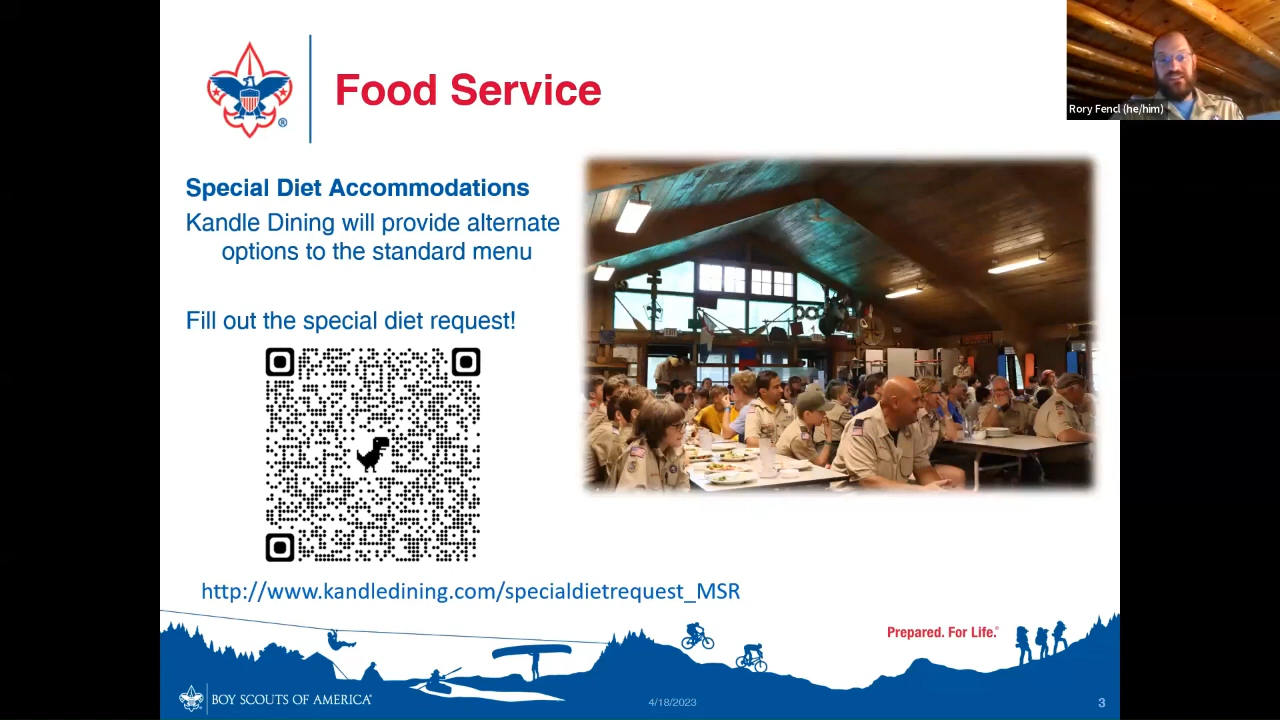 Food Service
Rory Fencl (he/him)
Special Diet Accommodations
Kandle Dining will provide alternate
options to the standard menu
Fill out the special diet request!
http://www.kandledining.com/specialdietrequest_MSR
Prepared. For Life.®
BOY SCOUTS OF AMERICA®
4/18/2023
3